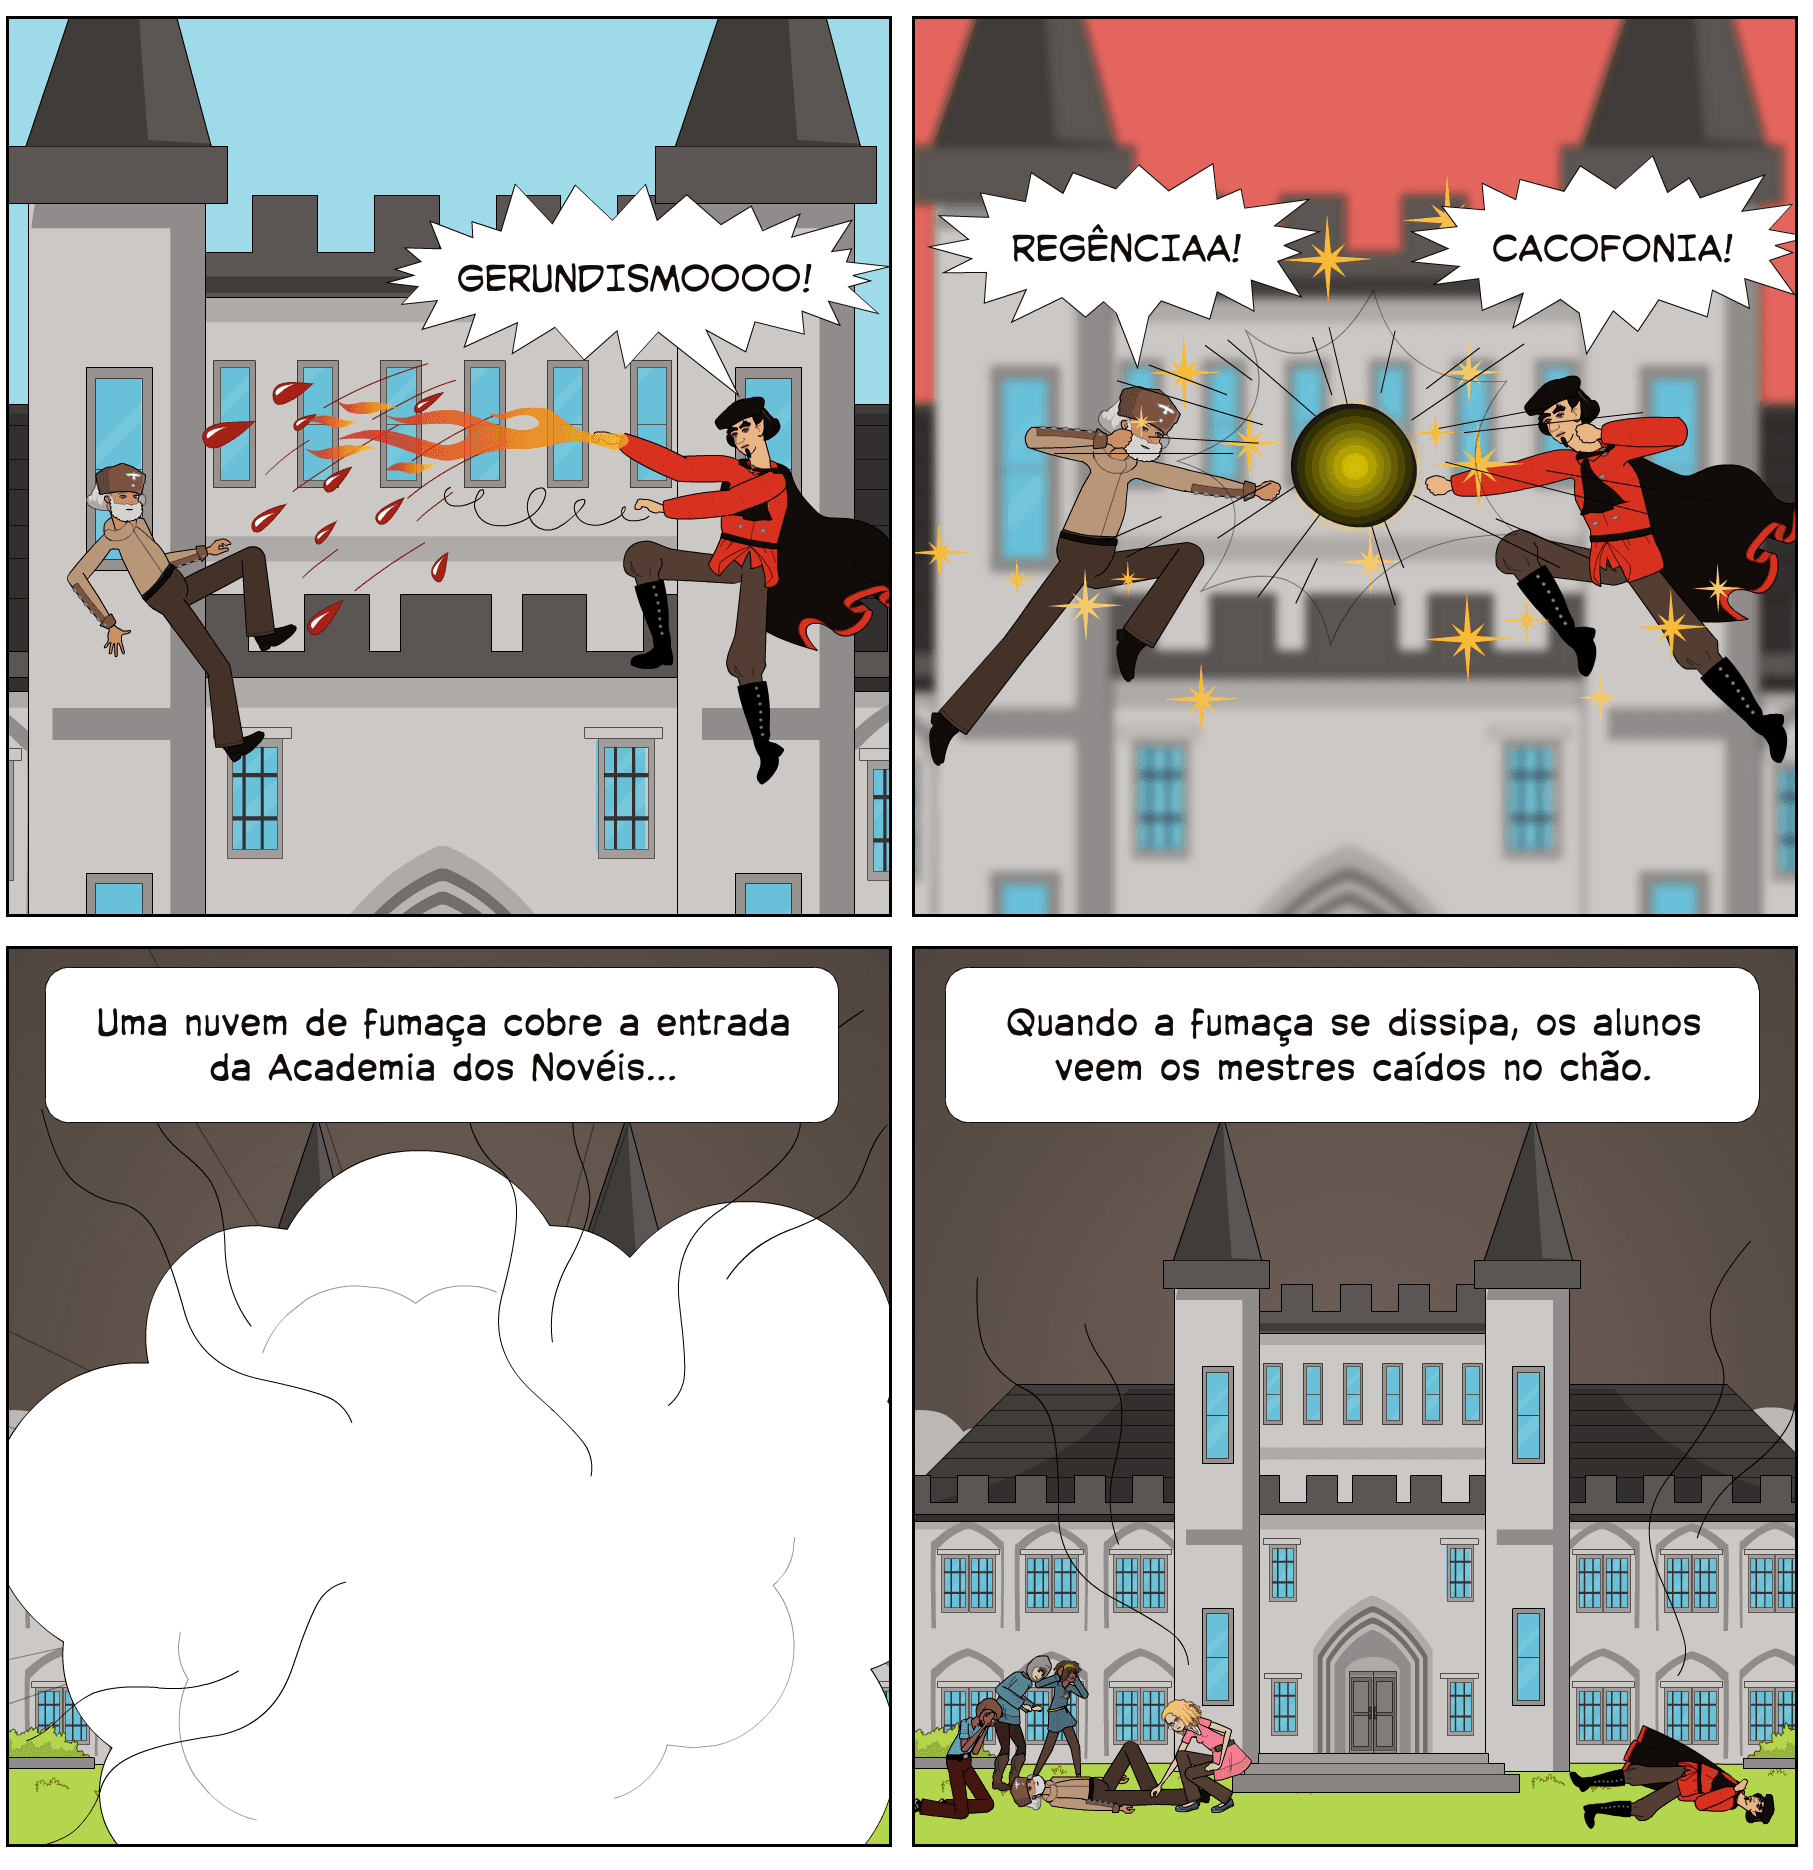 GERUNDISMOOOO!
REGÊNCIAA!
CACOFONIA!
Uma nuvem de fumaça cobre a entrada
da Academia dos Novéis...
Quando a fumaça se dissipa, os alunos
veem os mestres caídos no chão.